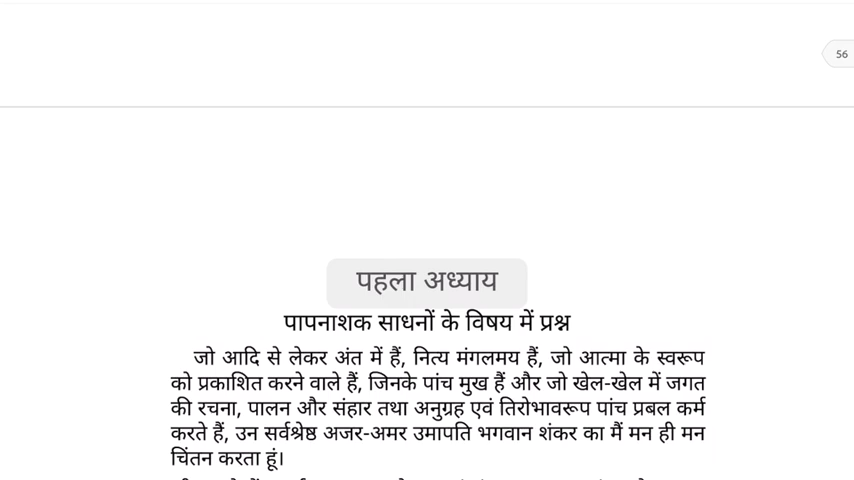 56
पहला अध्याय
पापनाशक साधनों के विषय में प्रश्न
जो आदि से लेकर अंत में हैं, नित्य मंगलमय हैं, जो आत्मा के स्वरूप
को प्रकाशित करने वाले हैं, जिनके पांच मुख हैं और जो खेल-खेल में जगत
की रचना, पालन और संहार तथा अनुग्रह एवं तिरोभावरूप पांच प्रबल कर्म
करते हैं, उन सर्वश्रेष्ठ अजर-अमर उमापति भगवान शंकर का मैं मन ही मन
चिंतन करता हूं।